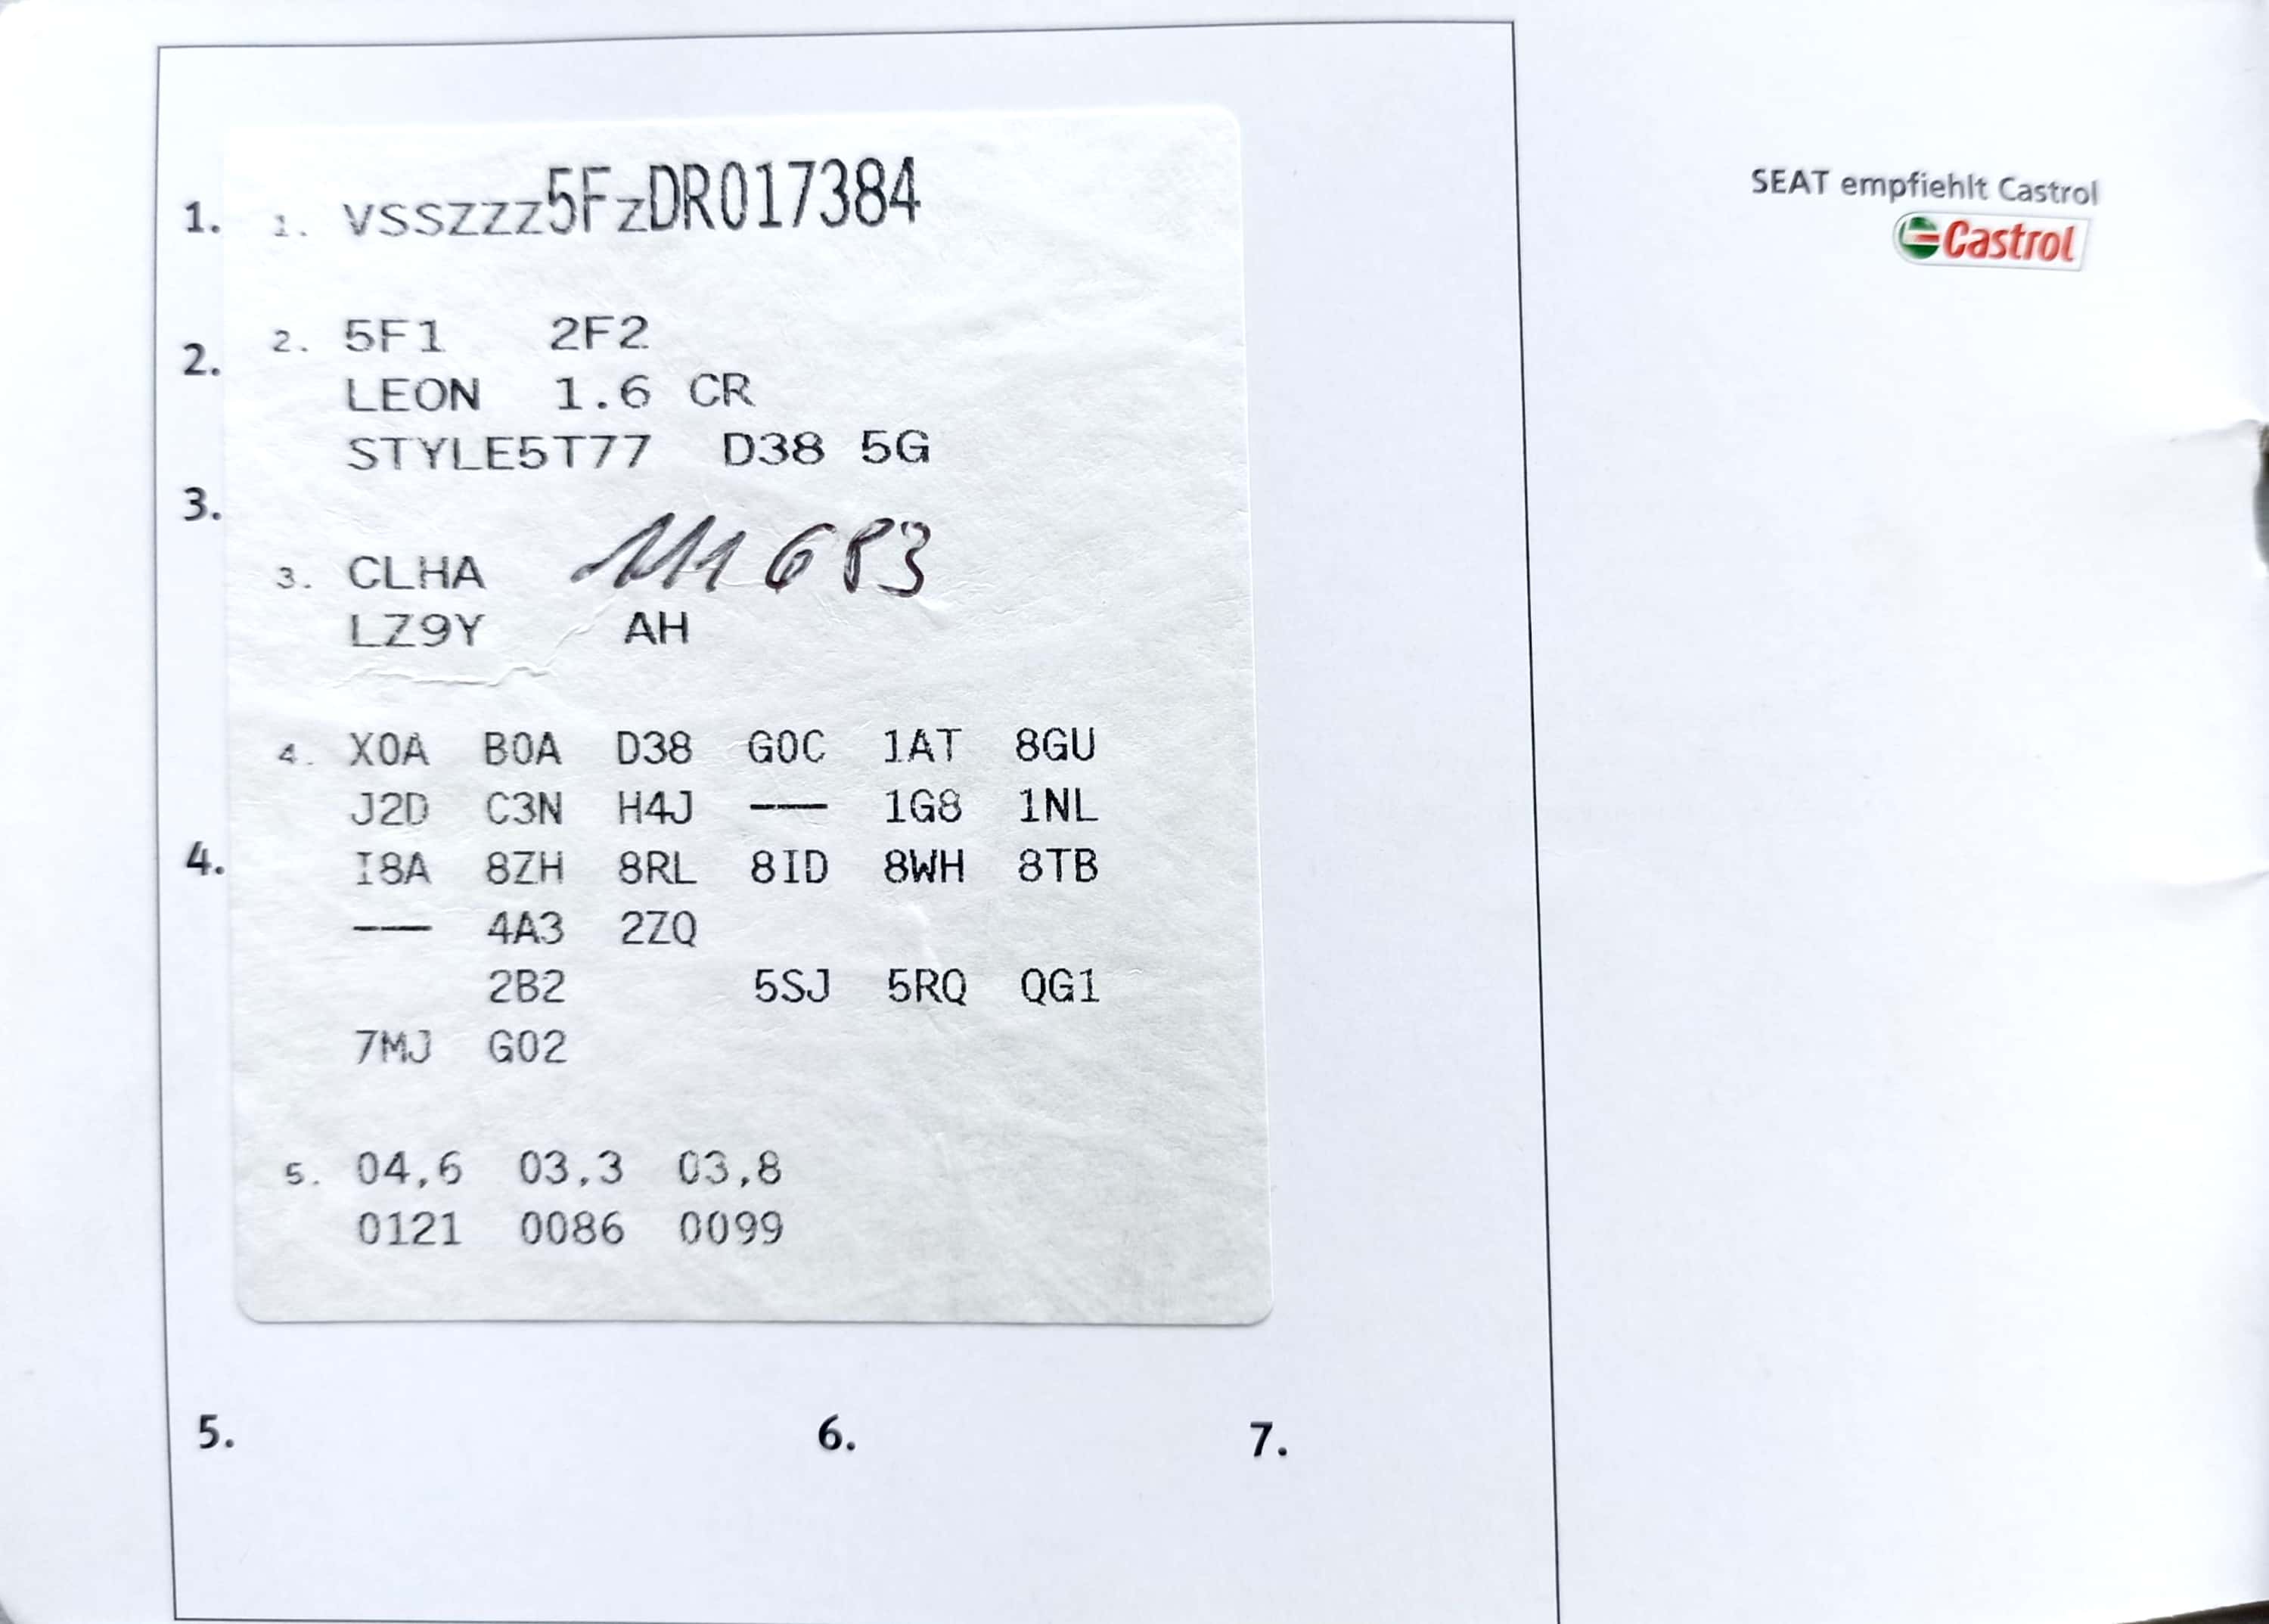 SEAT empfiehlt Castrol
Castrol
1. 1. VSSZZZ5FZDR017384
2. 2. 5F1 2F2
LEON 1.6 CR
STYLE5T77 D38 5G
3.
3. CLHA 111683
LZ9Y AH
4. X0A B0A D38 G0C 1AT 8GU
J2D C3N H4J --- 1G8 1NL
4. I8A 8ZH 8RL 8ID 8WH 8TB
--- 4A3 2ZQ
2B2 5SJ 5RQ QG1
7MJ G02
5. 04,6 03,3 03,8
0121 0086 0099
5. 6. 7.